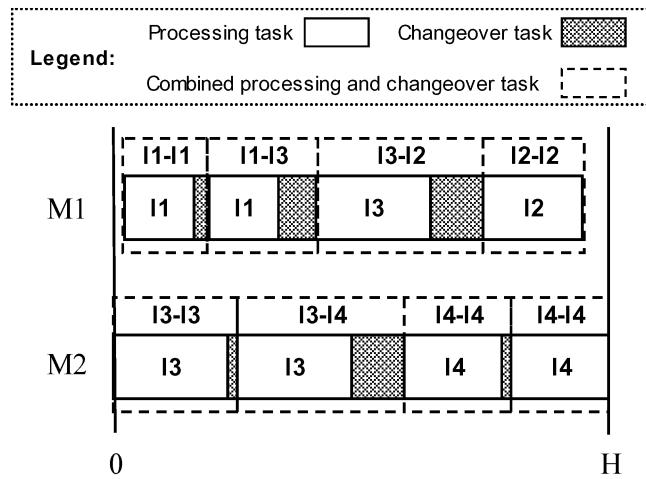 Legend:
Processing task
Changeover task
Combined processing and changeover task
I1-I1 I1-I3 I3-I2 I2-I2
M1 I1 I1 I3 I2
I3-I3 I3-I4 I4-I4 I4-I4
M2 I3 I3 I4 I4
0 H